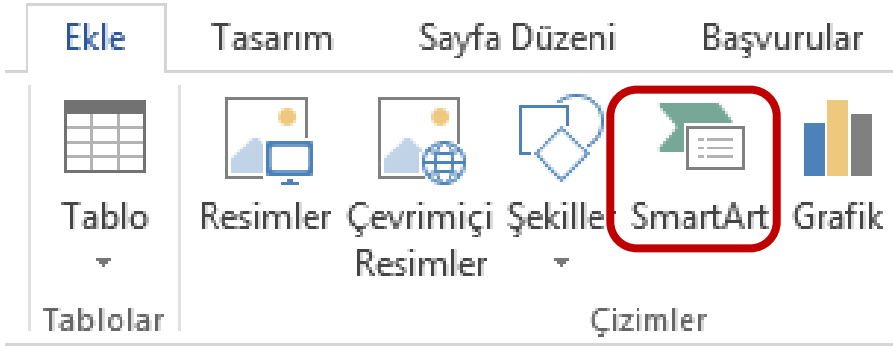 Ekle Tasarım Sayfa Düzeni Başvurular
Tablo Resimler Çevrimiçi Resimler Şekiller SmartArt Grafik
Tablolar Çizimler